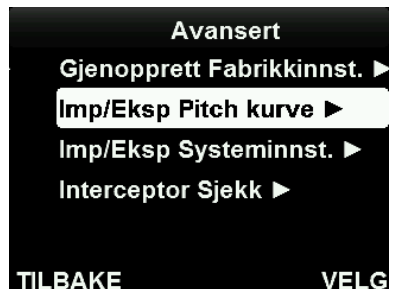 Avansert
Gjenopprett Fabrikkinnst. ►
Imp/Eksp Pitch kurve ►
Imp/Eksp Systeminnst. ►
Interceptor Sjekk ►
TILBAKE VELG